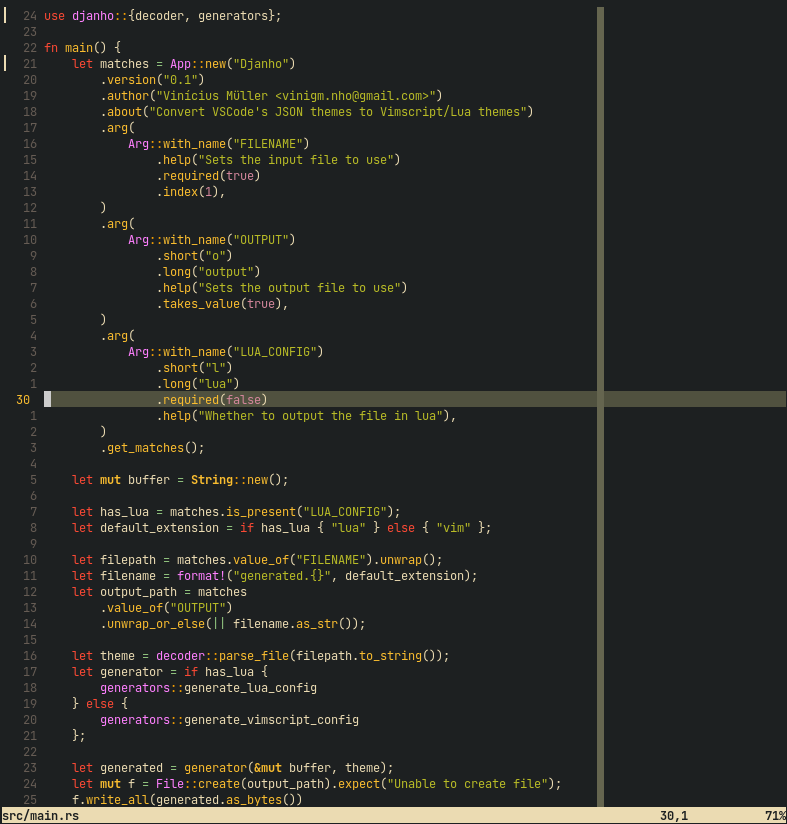 24 use djanho::{decoder, generators};
23
22 fn main() {
21     let matches = App::new("Djanho")
20         .version("0.1")
19         .author("Vinícius Müller <vinigm.nho@gmail.com>")
18         .about("Convert VSCode's JSON themes to Vimscript/Lua themes")
17         .arg(
16             Arg::with_name("FILENAME")
15                 .help("Sets the input file to use")
14                 .required(true)
13                 .index(1),
12         )
11         .arg(
10             Arg::with_name("OUTPUT")
9                 .short("o")
8                 .long("output")
7                 .help("Sets the output file to use")
6                 .takes_value(true),
5         )
4         .arg(
3             Arg::with_name("LUA_CONFIG")
2                 .short("l")
1                 .long("lua")
30                 .required(false)
1                 .help("Whether to output the file in lua"),
2         )
3         .get_matches();
4
5     let mut buffer = String::new();
6
7     let has_lua = matches.is_present("LUA_CONFIG");
8     let default_extension = if has_lua { "lua" } else { "vim" };
9
10     let filepath = matches.value_of("FILENAME").unwrap();
11     let filename = format!("generated.{}", default_extension);
12     let output_path = matches
13         .value_of("OUTPUT")
14         .unwrap_or_else(|| filename.as_str());
15
16     let theme = decoder::parse_file(filepath.to_string());
17     let generator = if has_lua {
18         generators::generate_lua_config
19     } else {
20         generators::generate_vimscript_config
21     };
22
23     let generated = generator(&mut buffer, theme);
24     let mut f = File::create(output_path).expect("Unable to create file");
25     f.write_all(generated.as_bytes())
src/main.rs 30,1 71%